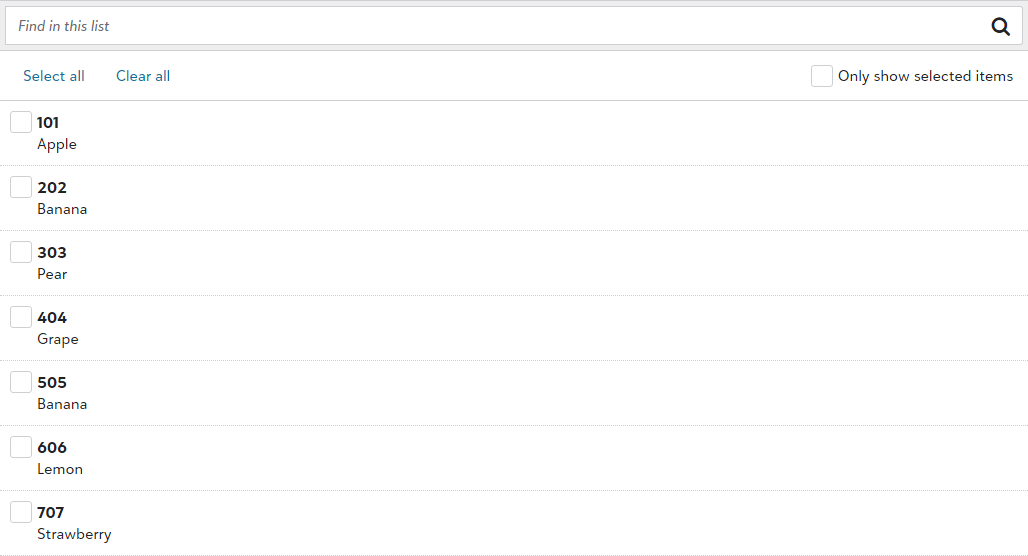 Find in this list
Select all Clear all Only show selected items
101
Apple
202
Banana
303
Pear
404
Grape
505
Banana
606
Lemon
707
Strawberry